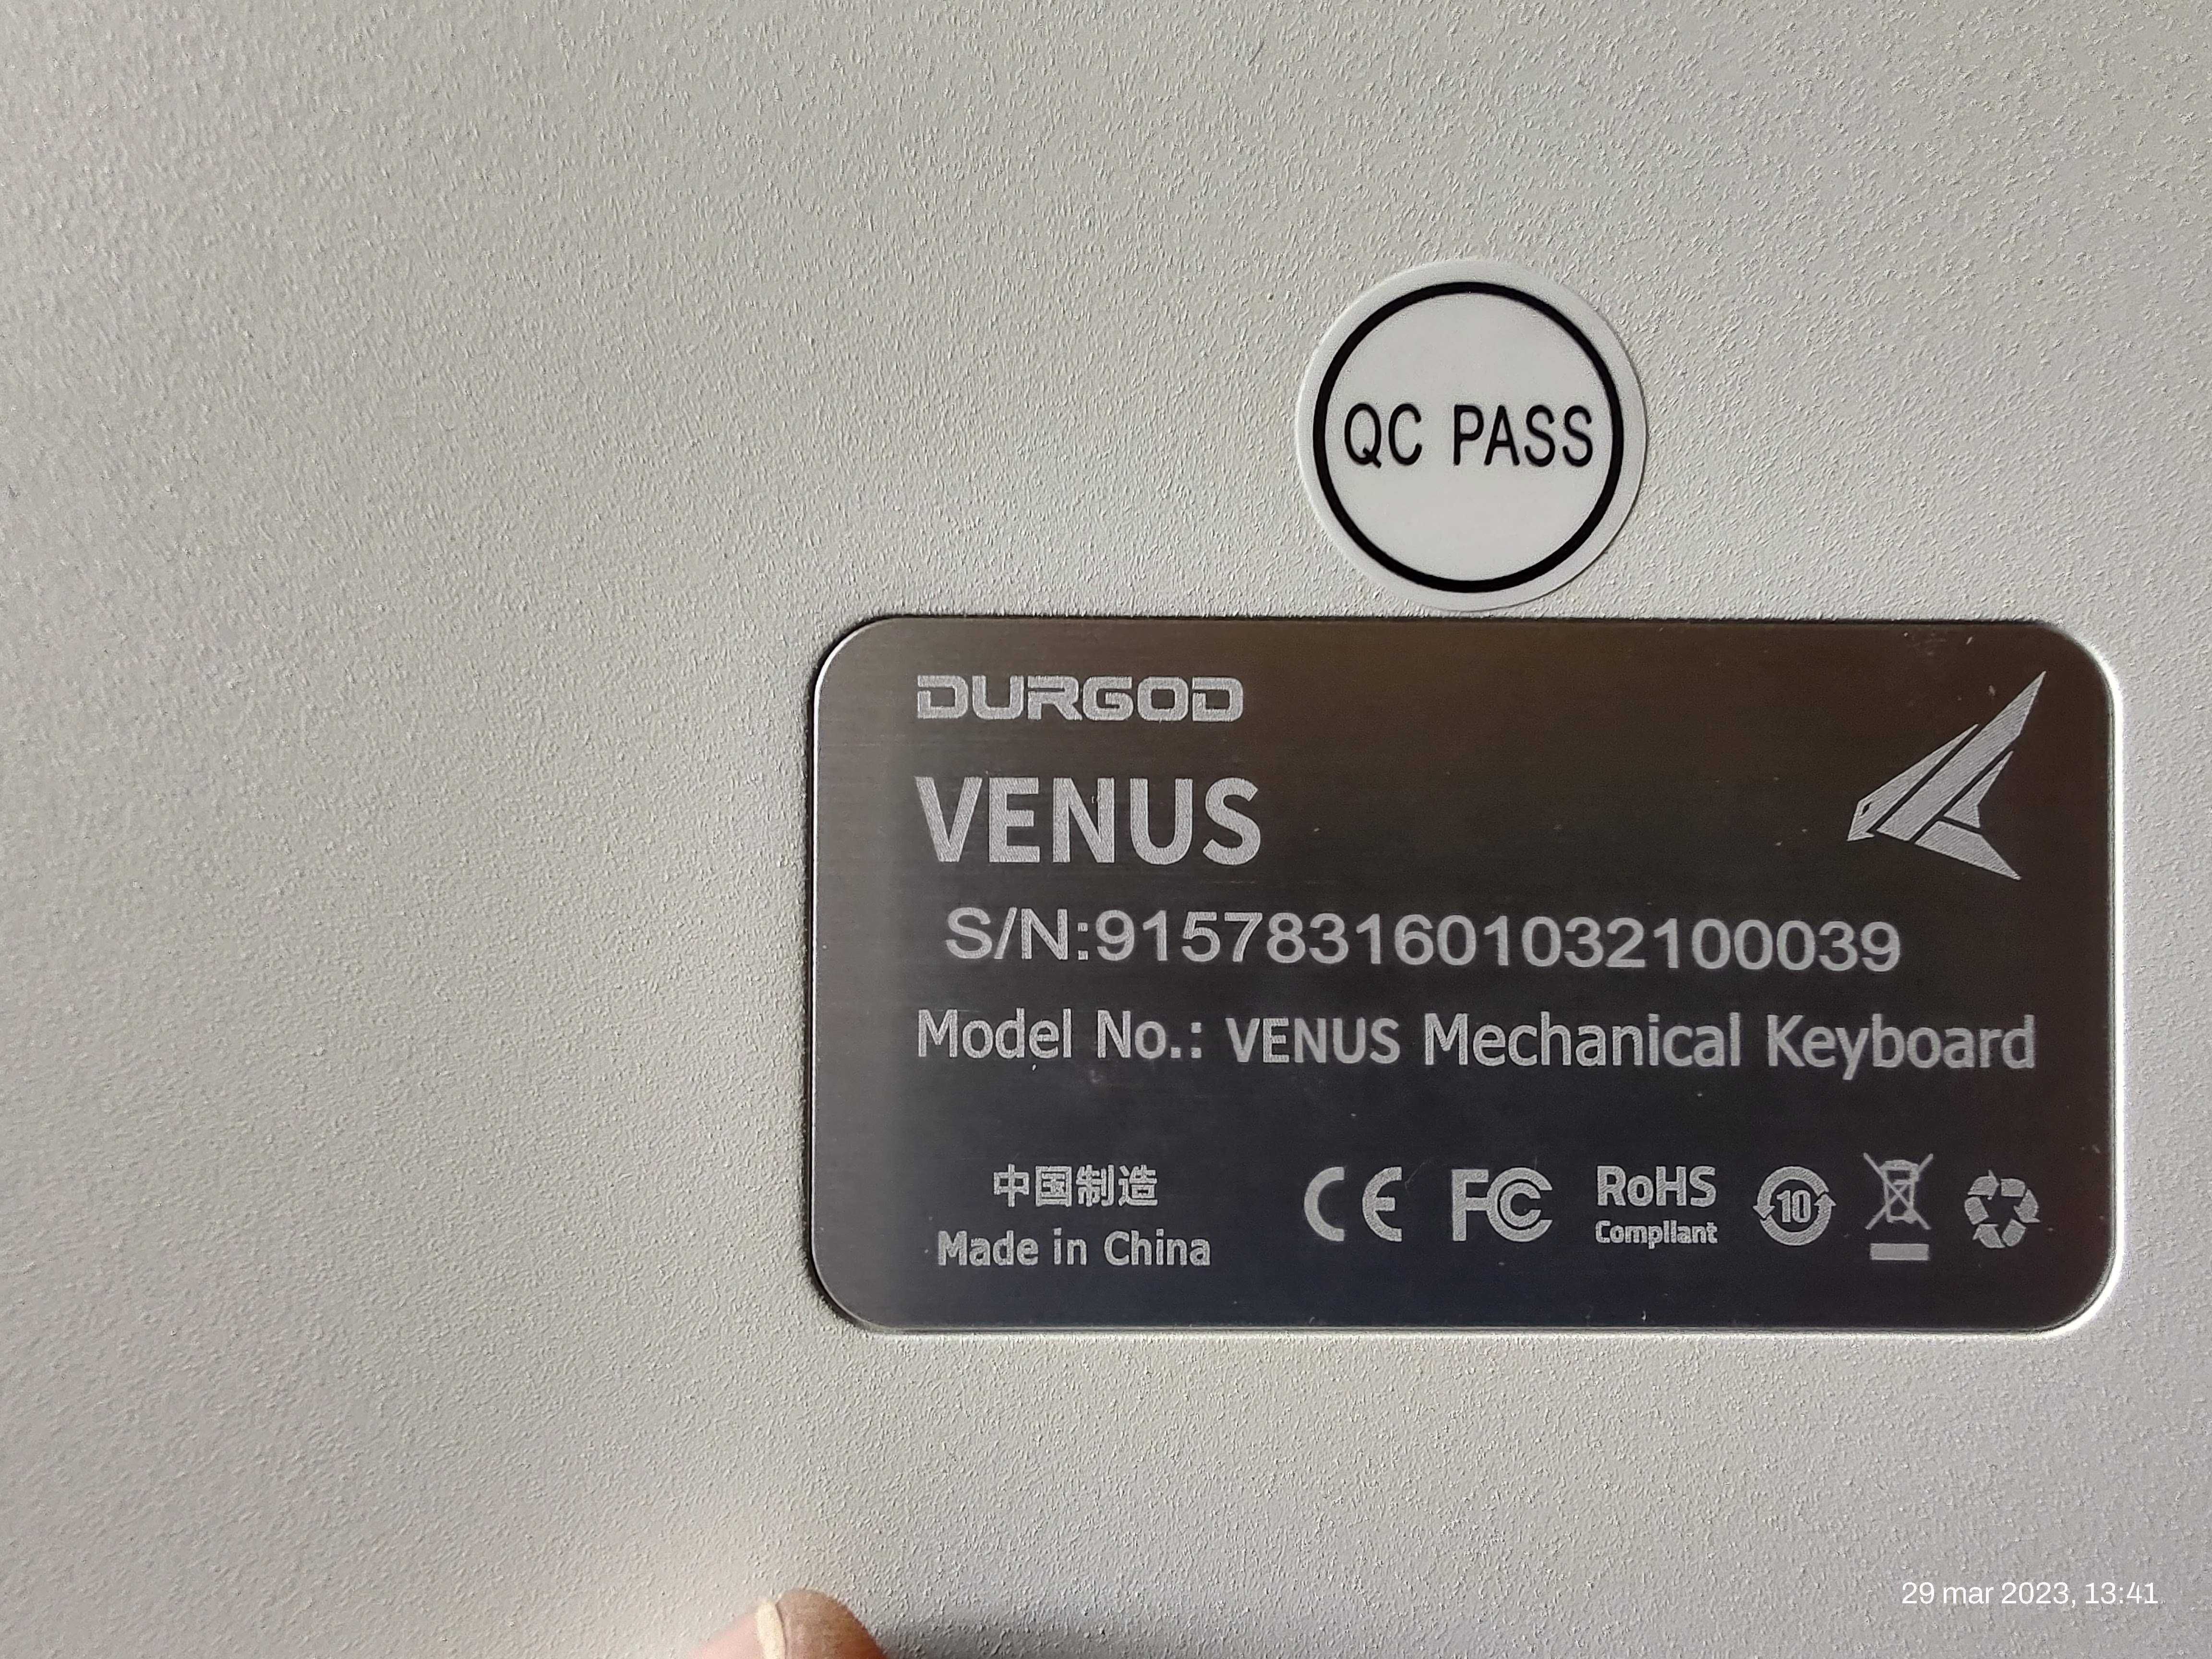 QC PASS
DURGOD
VENUS
S/N:9157831601032100039
Model No.: VENUS Mechanical Keyboard
中国制造
Made in China
CE FC RoHS Compliant 10
29 mar 2023, 13:41